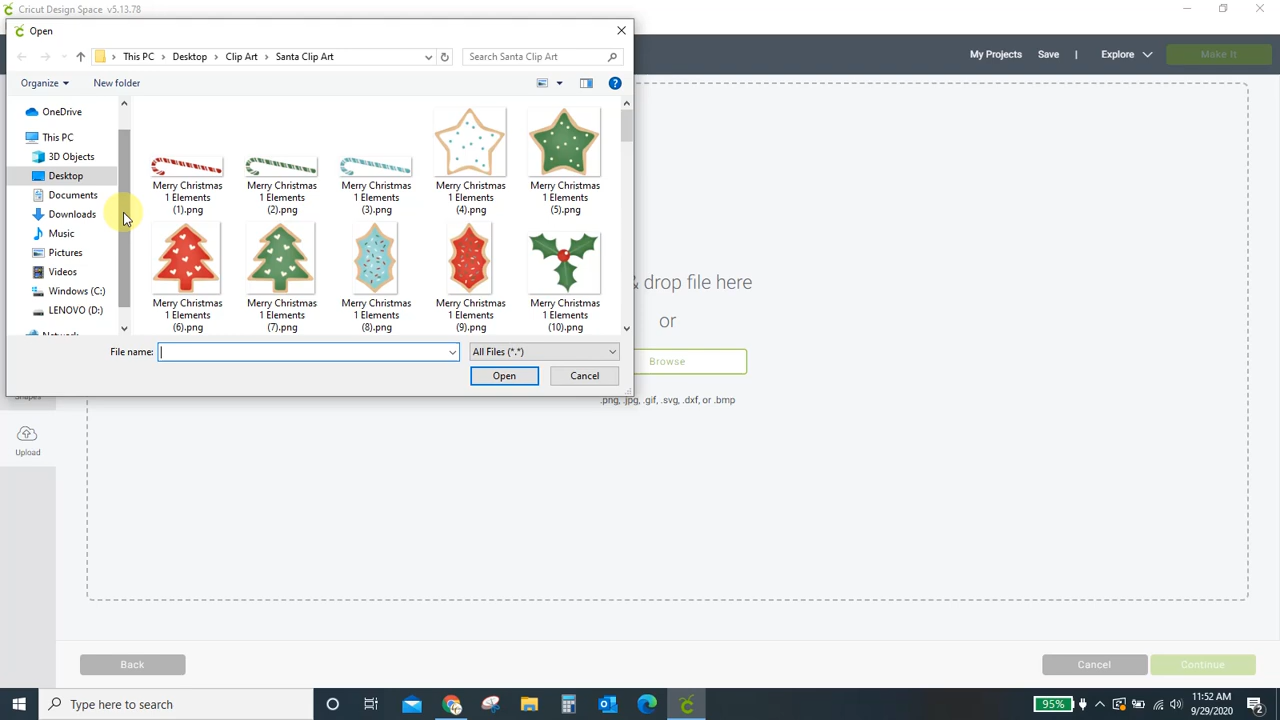 Cricut Design Space v5.13.78
Open
This PC > Desktop > Clip Art > Santa Clip Art
Search Santa Clip Art
My Projects Save | Explore Make It
Organize New folder
OneDrive
This PC
3D Objects
Desktop
Documents
Downloads
Music
Pictures
Videos
Windows (C:)
LENOVO (D:)
Network
Merry Christmas 1 Elements (1).png
Merry Christmas 1 Elements (2).png
Merry Christmas 1 Elements (3).png
Merry Christmas 1 Elements (4).png
Merry Christmas 1 Elements (5).png
Merry Christmas 1 Elements (6).png
Merry Christmas 1 Elements (7).png
Merry Christmas 1 Elements (8).png
Merry Christmas 1 Elements (9).png
Merry Christmas 1 Elements (10).png
File name:
All Files (*.*)
Open Cancel
& drop file here
or
Browse
.png, .jpg, .gif, .svg, .dxf, or .bmp
Shapes
Upload
Back
Cancel Continue
Type here to search
95%
11:52 AM
9/29/2020
2